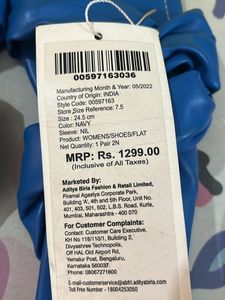 00597163036
Manufacturing Month & Year: 05/2022
Country of Origin: INDIA
Style Code: 00597163
Store Size Reference: 7.5
Size : 24.5 cm
Color: NAVY
Sleeve: NIL
Product: WOMENS/SHOES/FLAT
Net Quantity: 1 Pair 2N
MRP: Rs. 1299.00
(Inclusive of All Taxes)
Marketed By:
Aditya Birla Fashion & Retail Limited,
Piramal Agastya Corporate Park,
Building 'A', 4th and 5th Floor, Unit No.
401, 403, 501, 502, L.B.S. Road, Kurla,
Mumbai, Maharashtra - 400 070
For Customer Complaints:
Contact: Customer Care Executive,
KH No 118/110/1, Building 2,
Divyashree Technopolis,
Off HAL Old Airport Rd,
Yemalur Post, Bengaluru,
Karnataka 560037.
Phone: 08067271600
Email: customerservice@abfrl.adityabirla.com
Toll Free Number - 18004253050